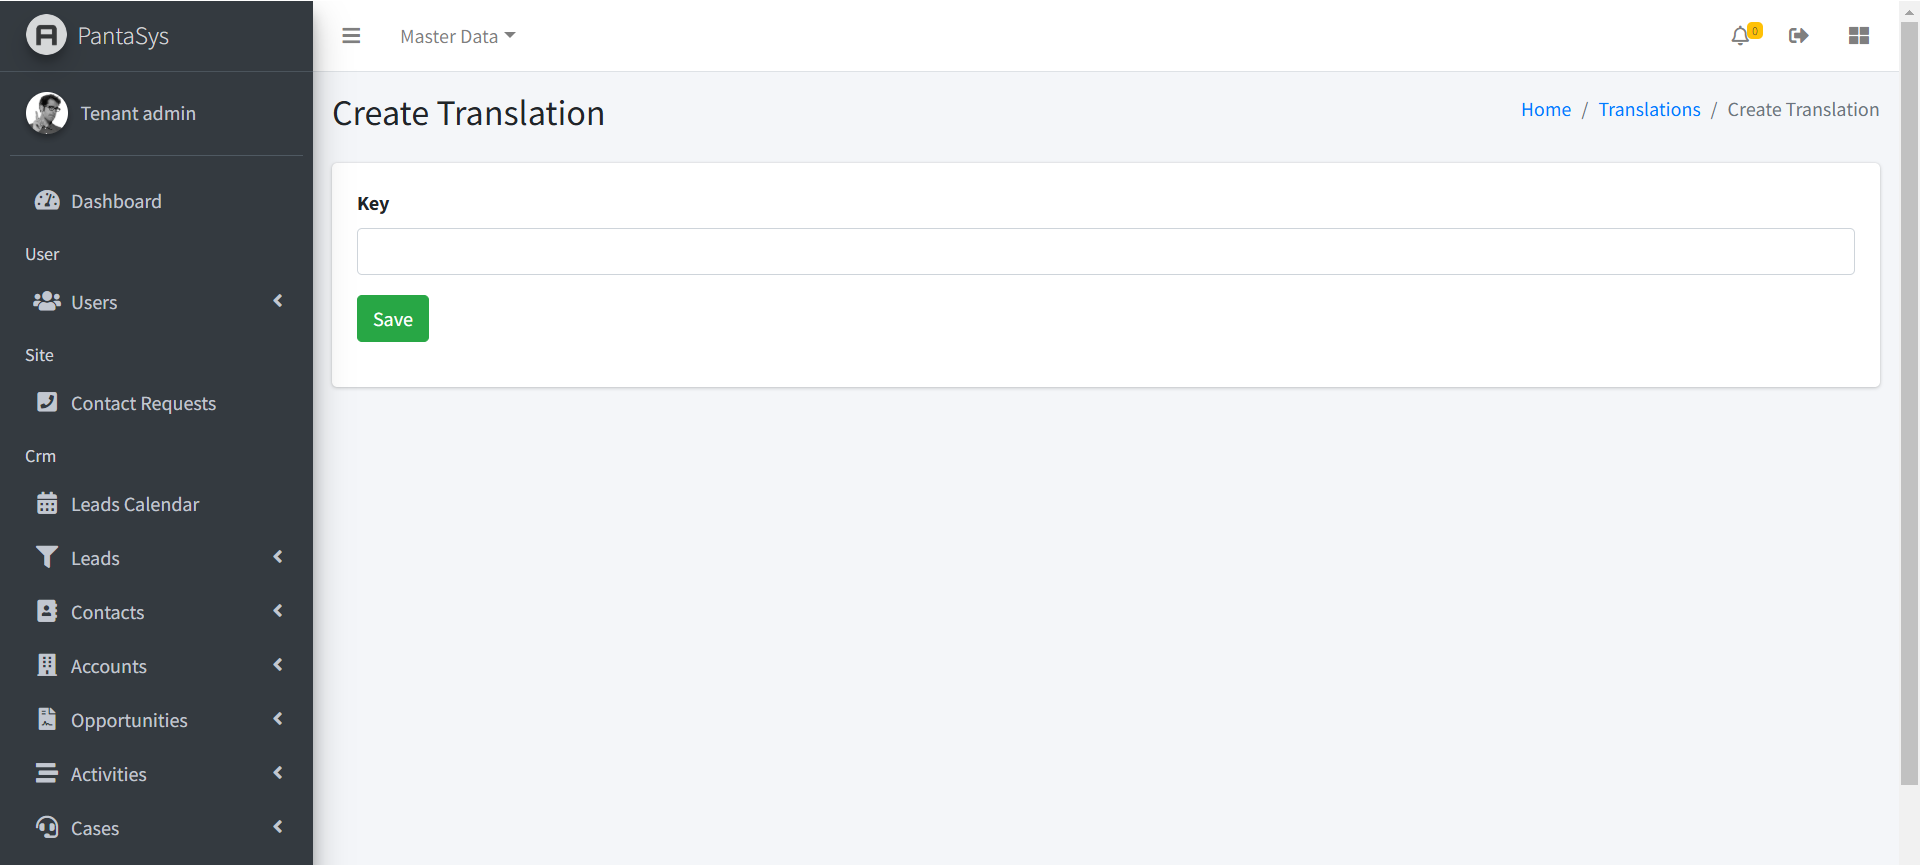 PantaSys
Master Data
0
Tenant admin
Create Translation
Home / Translations / Create Translation
Dashboard
Key
User
Users
Save
Site
Contact Requests
Crm
Leads Calendar
Leads
Contacts
Accounts
Opportunities
Activities
Cases